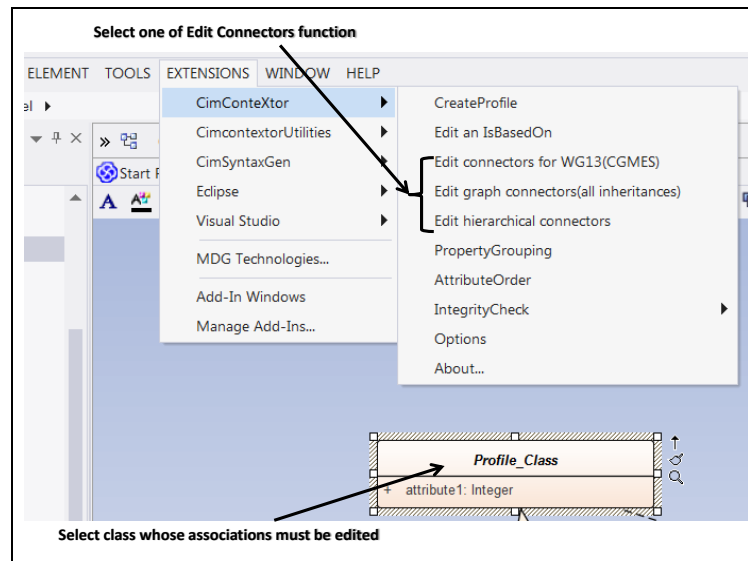 Select one of Edit Connectors function
ELEMENT TOOLS EXTENSIONS WINDOW HELP
el
CimConteXtor
CimcontextorUtilities
CimSyntaxGen
Eclipse
Visual Studio
MDG Technologies...
Add-In Windows
Manage Add-Ins...
CreateProfile
Edit an IsBasedOn
Edit connectors for WG13(CGMES)
Edit graph connectors(all inheritances)
Edit hierarchical connectors
PropertyGrouping
AttributeOrder
IntegrityCheck
Options
About...
Start
A A
Profile_Class
+ attribute1: Integer
Select class whose associations must be edited